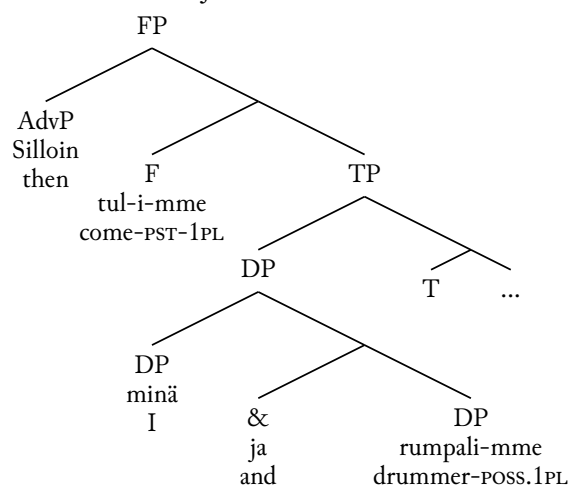 FP
AdvP
Silloin
then
F
tul-i-mme
come-PST-1PL
TP
DP
T
...
DP
minä
I
&
ja
and
DP
rumpali-mme
drummer-POSS.1PL